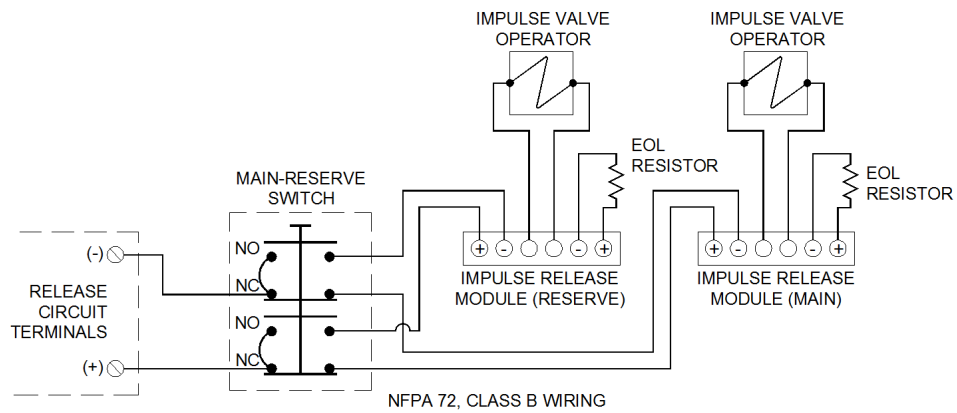 IMPULSE VALVE
OPERATOR
IMPULSE VALVE
OPERATOR
EOL
RESISTOR
EOL
RESISTOR
MAIN-RESERVE
SWITCH
NO
NC
NO
NC
(-)
RELEASE
CIRCUIT
TERMINALS
(+)
+ - - +
IMPULSE RELEASE
MODULE (RESERVE)
+ - - +
IMPULSE RELEASE
MODULE (MAIN)
NFPA 72, CLASS B WIRING